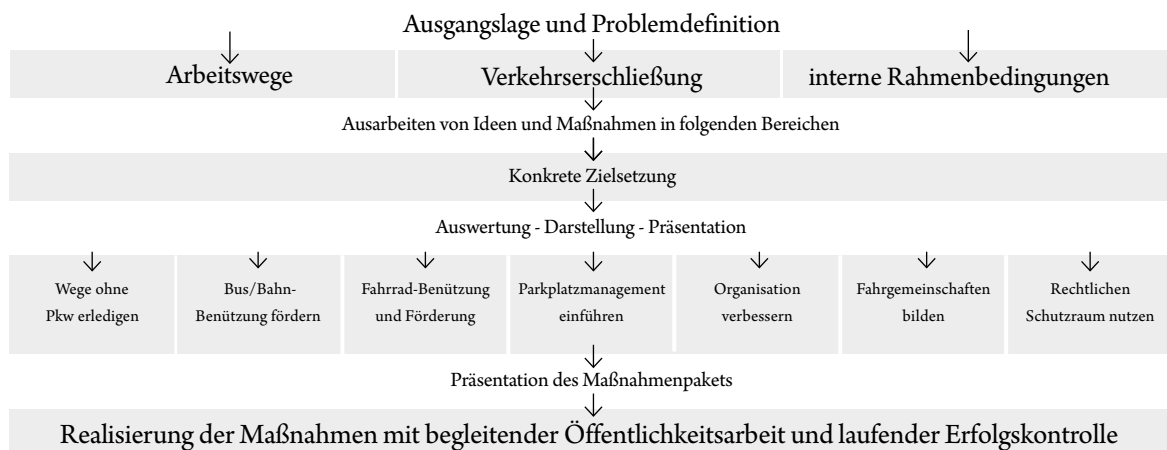 Ausgangslage und Problemdefinition
Arbeitswege
Verkehrserschließung
interne Rahmenbedingungen
Ausarbeiten von Ideen und Maßnahmen in folgenden Bereichen
Konkrete Zielsetzung
Auswertung - Darstellung - Präsentation
Wege ohne
Pkw erledigen
Bus/Bahn-
Benützung fördern
Fahrrad-Benützung
und Förderung
Parkplatzmanagement
einführen
Organisation
verbessern
Fahrgemeinschaften
bilden
Rechtlichen
Schutzraum nutzen
Präsentation des Maßnahmenpakets
Realisierung der Maßnahmen mit begleitender Öffentlichkeitsarbeit und laufender Erfolgskontrolle